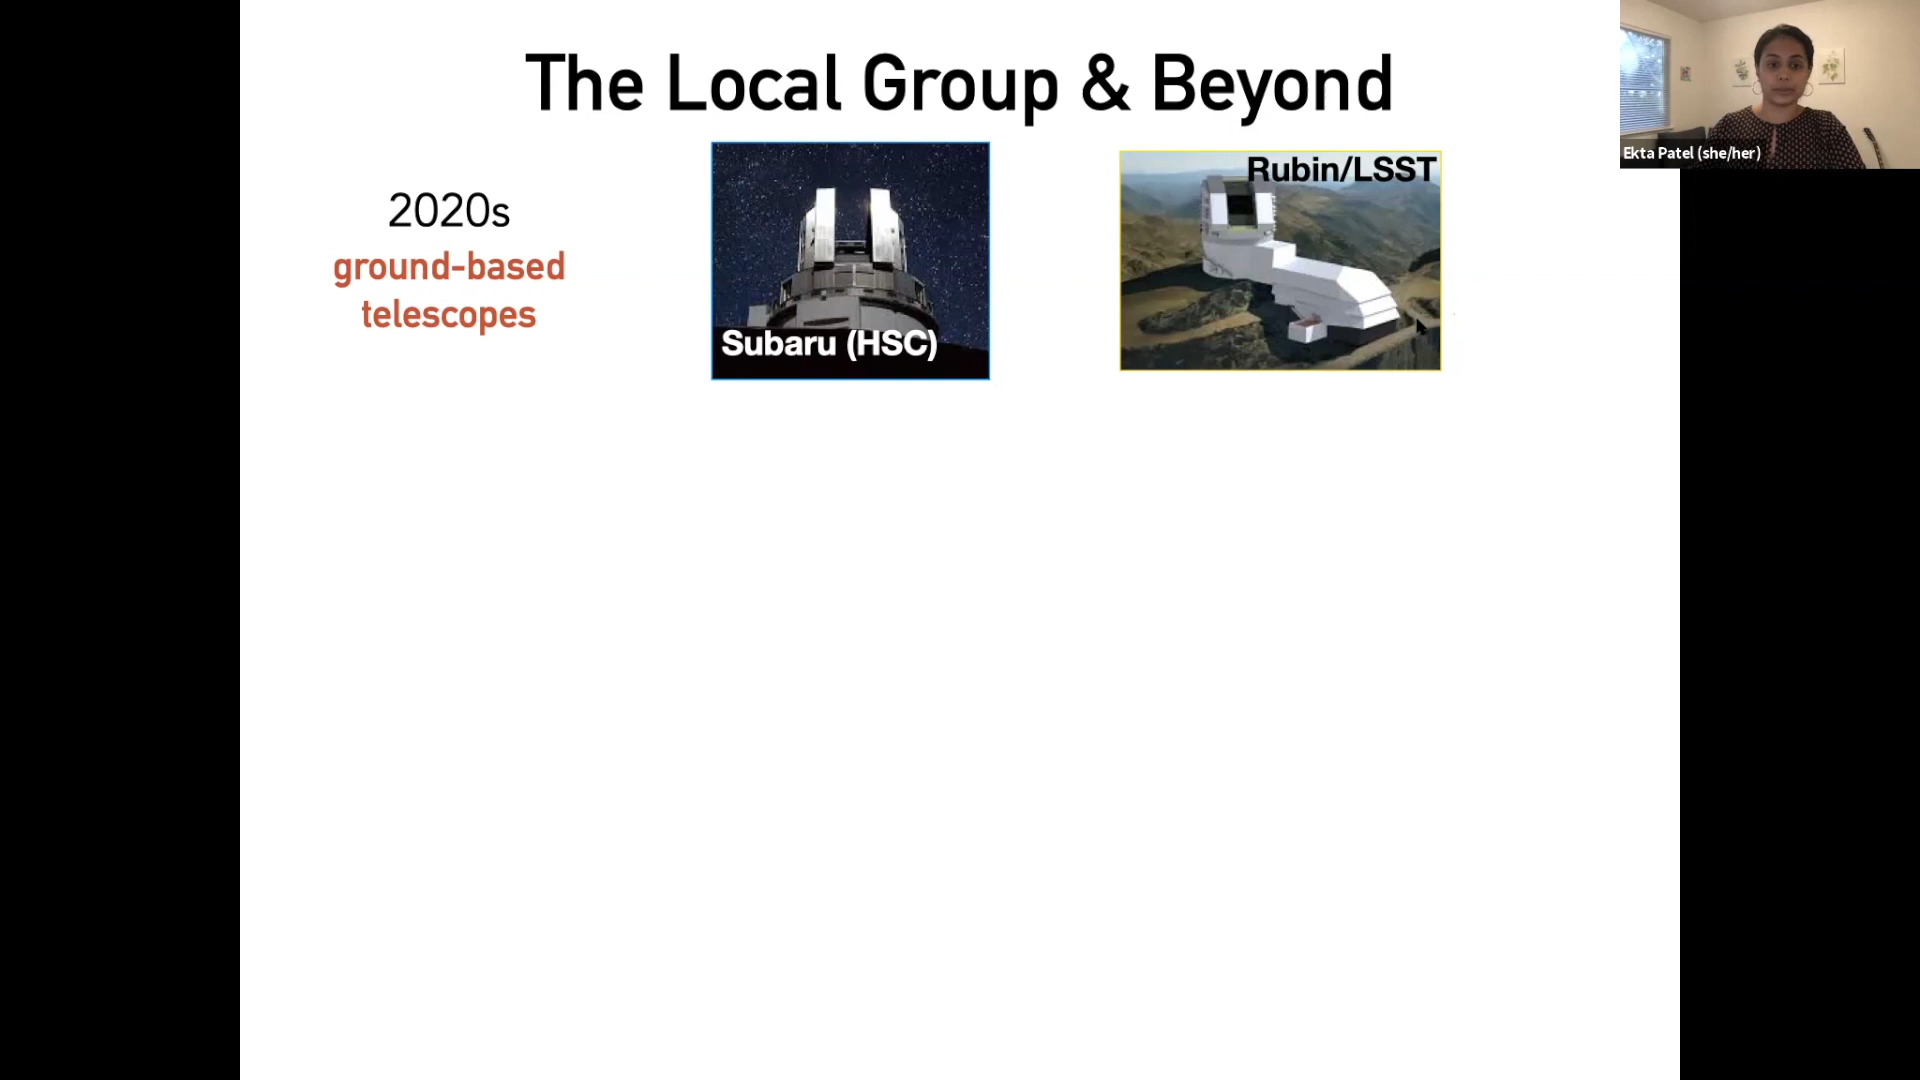 The Local Group & Beyond
2020s
ground-based
telescopes
Subaru (HSC)
Rubin/LSST
Ekta Patel (she/her)